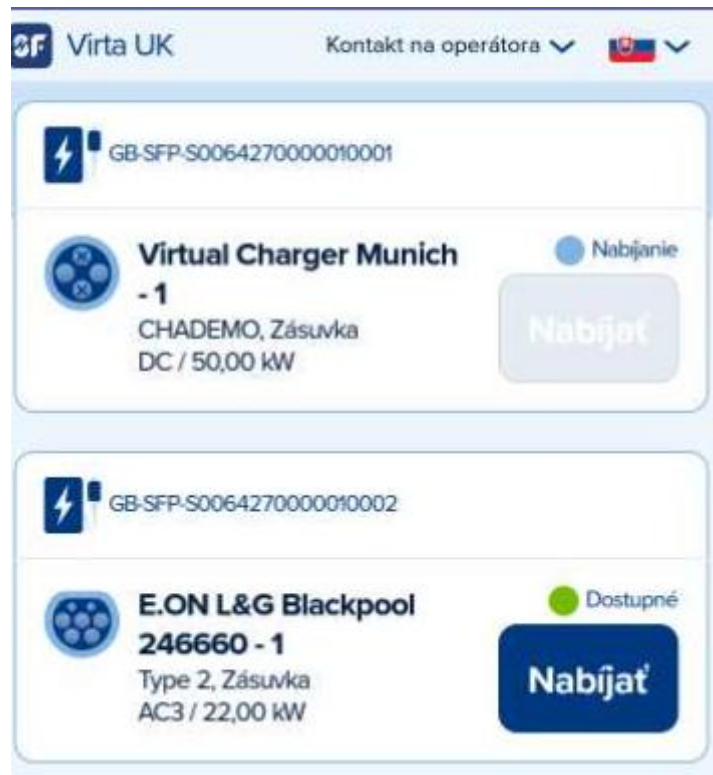 SF Virta UK Kontakt na operátora
GB-SFP-S0064270000010001
Virtual Charger Munich
- 1
Nabíjanie
CHADEMO, Zásuvka
DC / 50,00 kW
Nabíjať
GB-SFP-S0064270000010002
E.ON L&G Blackpool
246660 - 1
Dostupné
Type 2, Zásuvka
AC3 / 22,00 kW
Nabíjať